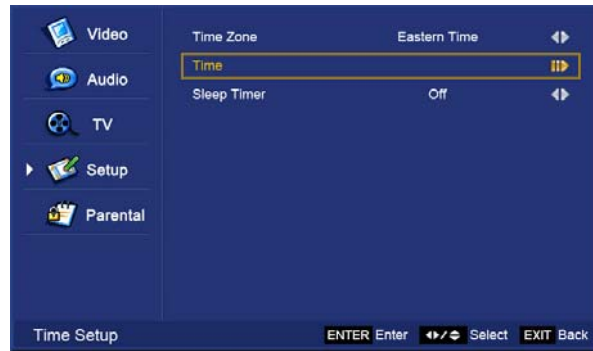 Video
Audio
TV
Setup
Parental
Time Zone Eastern Time
Time
Sleep Timer Off
Time Setup ENTER Enter Select EXIT Back